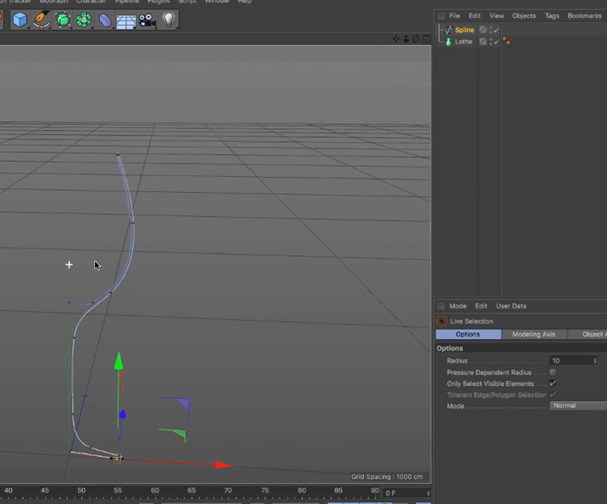 Character Pipeline Plugins Script Window Help
File Edit View Objects Tags Bookmarks
Spline
Lathe
Mode Edit User Data
Live Selection
Options Modeling Axis Object A
Options
Radius 10
Pressure Dependent Radius
Only Select Visible Elements
Tolerant Edge/Polygon Selection
Mode Normal
Grid Spacing : 1000 cm
40 45 50 55 60 65 70 75 80 85 90 0 F